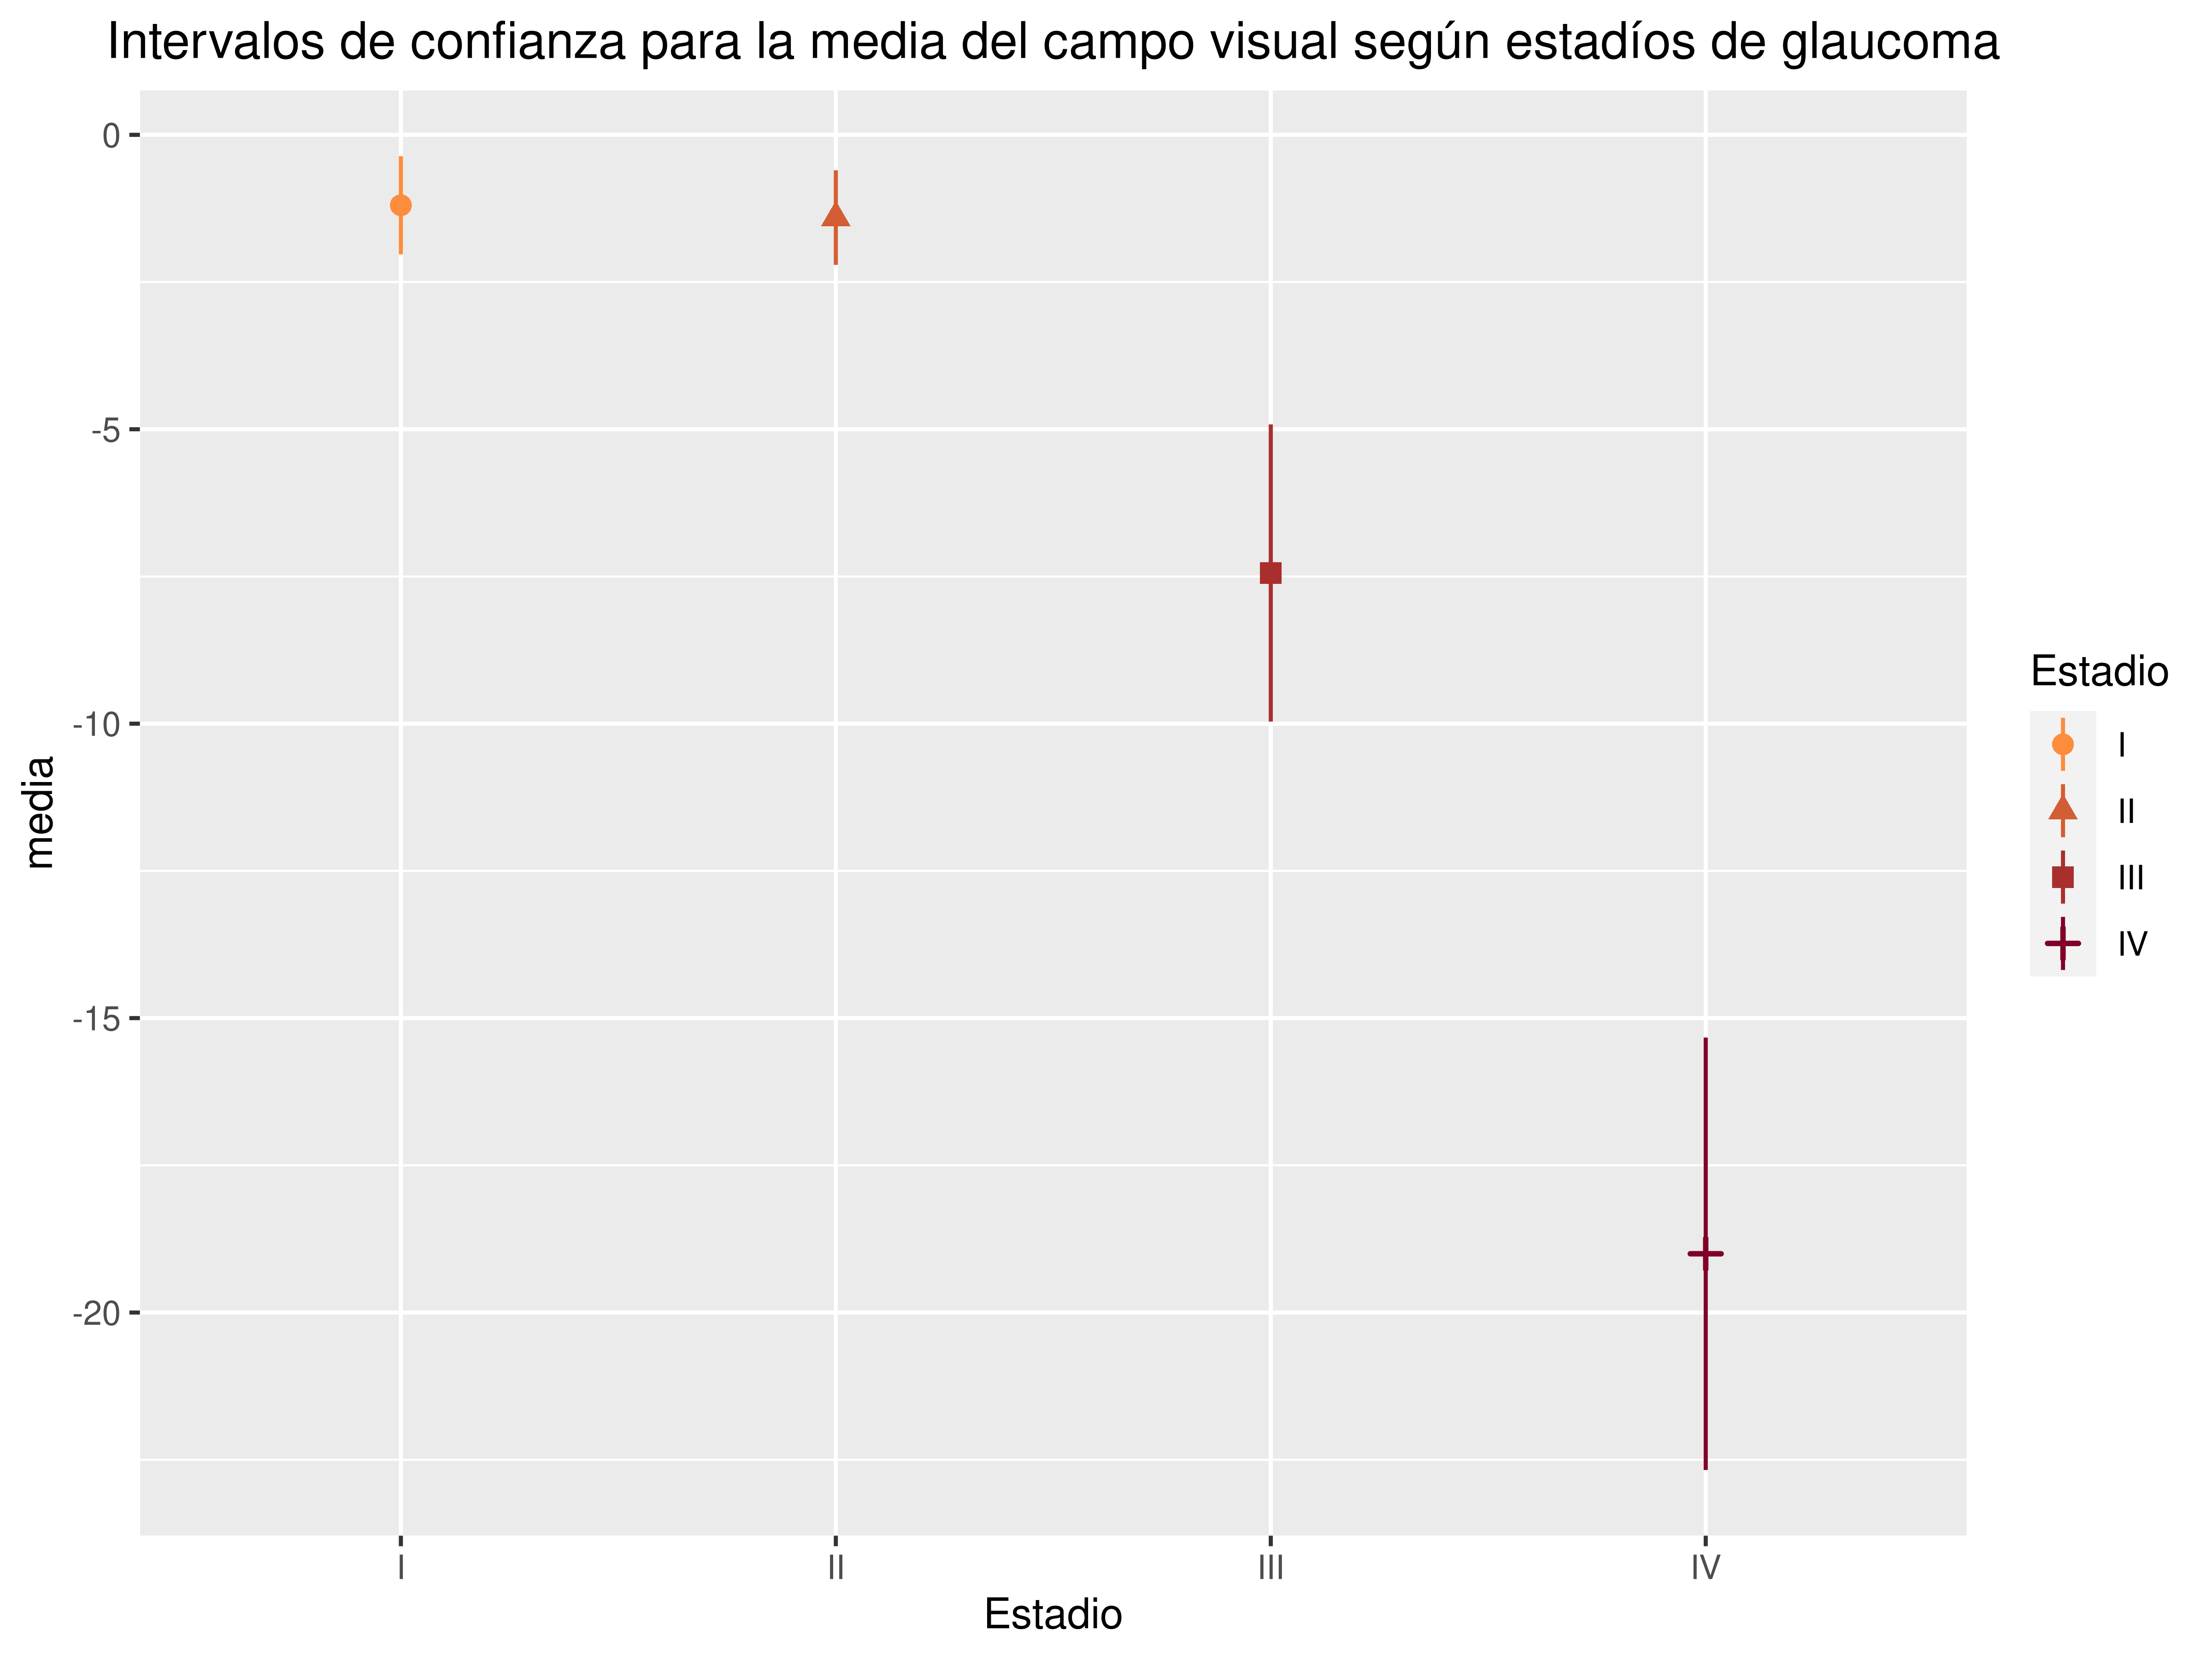 Intervalos de confianza para la media del campo visual según estadíos de glaucoma
0
-5
-10
-15
-20
media
I
II
III
IV
Estadio
Estadio
I
II
III
IV